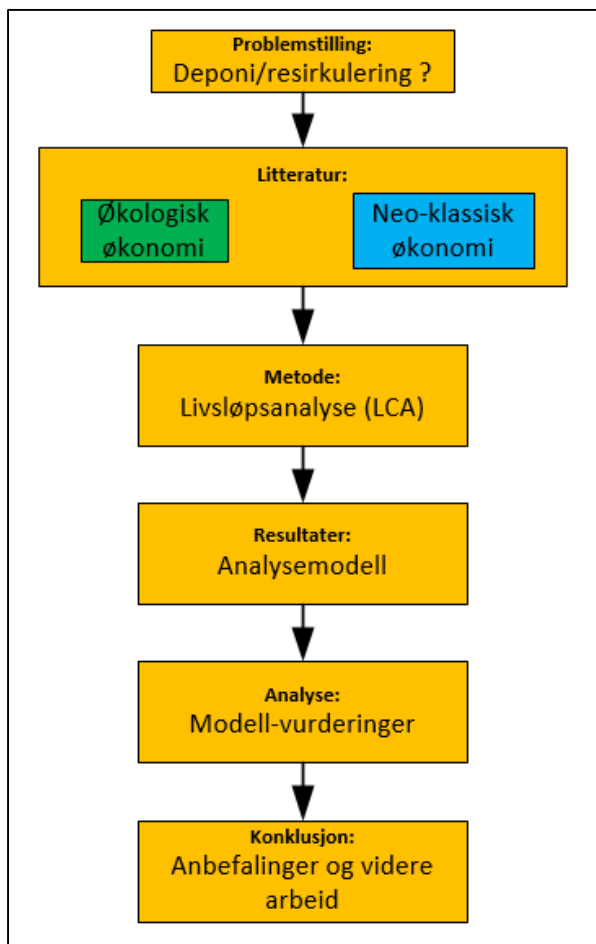 Problemstilling:
Deponi/resirkulering ?
Litteratur:
Økologisk
økonomi
Neo-klassisk
økonomi
Metode:
Livsløpsanalyse (LCA)
Resultater:
Analysemodell
Analyse:
Modell-vurderinger
Konklusjon:
Anbefalinger og videre
arbeid